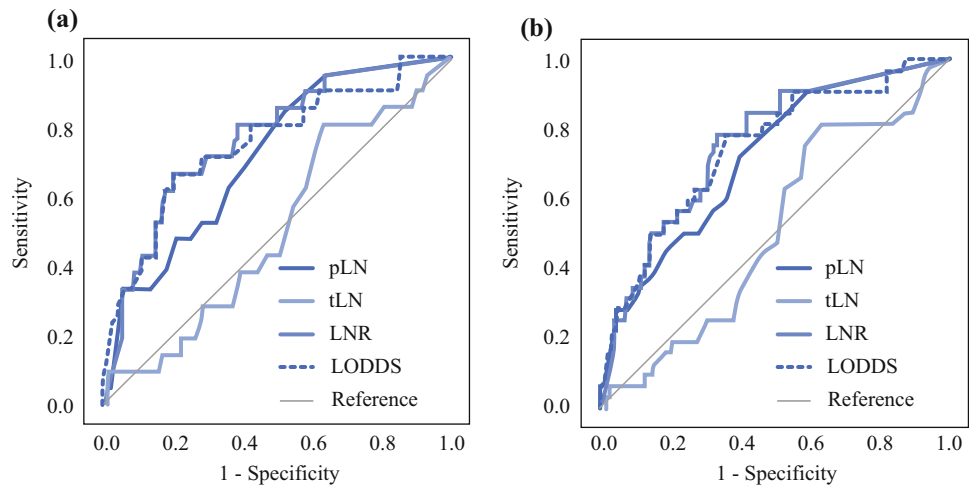 (a)
1.0
0.8
0.6
0.4
0.2
0.0
Sensitivity
pLN
tLN
LNR
LODDS
Reference
0.0 0.2 0.4 0.6 0.8 1.0
1 - Specificity
(b)
1.0
0.8
0.6
0.4
0.2
0.0
Sensitivity
pLN
tLN
LNR
LODDS
Reference
0.0 0.2 0.4 0.6 0.8 1.0
1 - Specificity